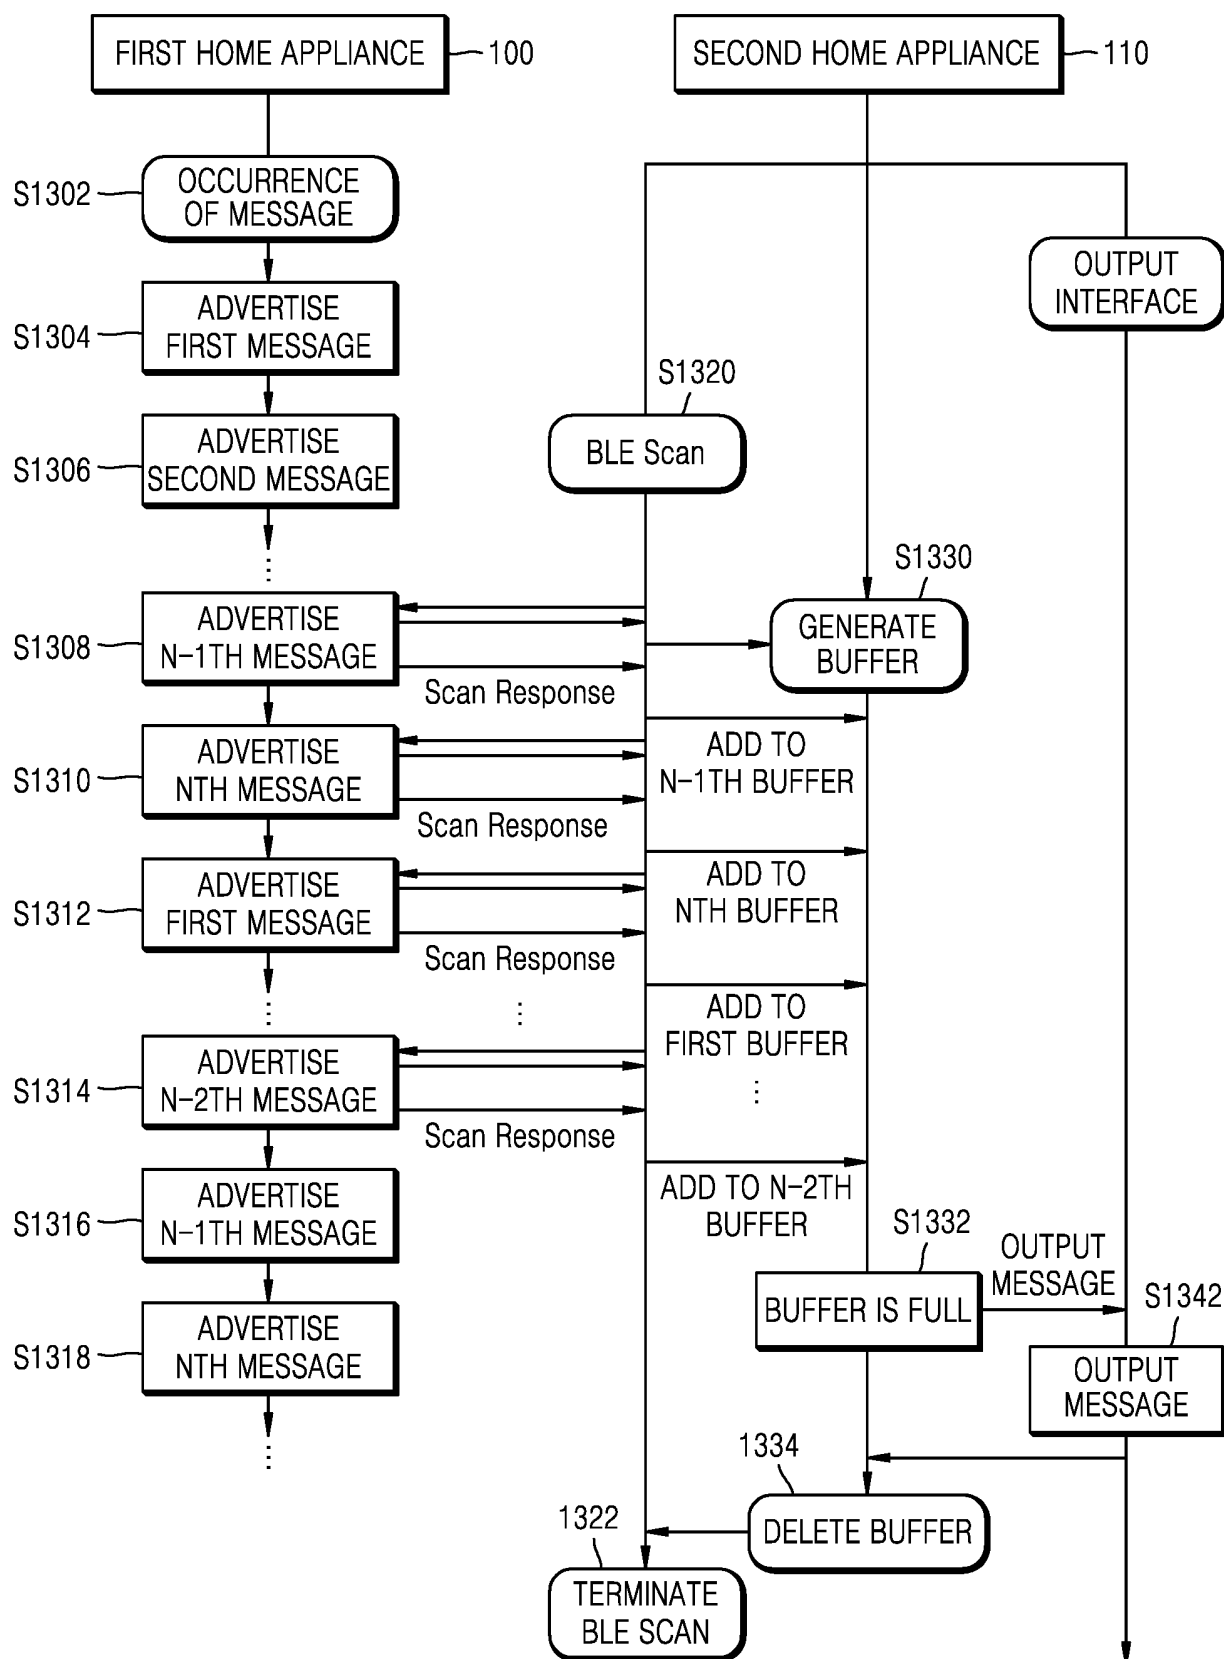 FIRST HOME APPLIANCE
100
SECOND HOME APPLIANCE
110
S1302
OCCURRENCE
OF MESSAGE
OUTPUT
INTERFACE
S1304
ADVERTISE
FIRST MESSAGE
S1320
BLE Scan
S1306
ADVERTISE
SECOND MESSAGE
⋮
S1330
GENERATE
BUFFER
S1308
ADVERTISE
N-1TH MESSAGE
Scan Response
ADD TO
N-1TH BUFFER
S1310
ADVERTISE
NTH MESSAGE
Scan Response
ADD TO
NTH BUFFER
S1312
ADVERTISE
FIRST MESSAGE
Scan Response
⋮
⋮
ADD TO
FIRST BUFFER
⋮
S1314
ADVERTISE
N-2TH MESSAGE
Scan Response
ADD TO N-2TH
BUFFER
S1316
ADVERTISE
N-1TH MESSAGE
S1332
BUFFER IS FULL
OUTPUT
MESSAGE
S1318
ADVERTISE
NTH MESSAGE
⋮
S1342
OUTPUT
MESSAGE
1334
DELETE BUFFER
1322
TERMINATE
BLE SCAN